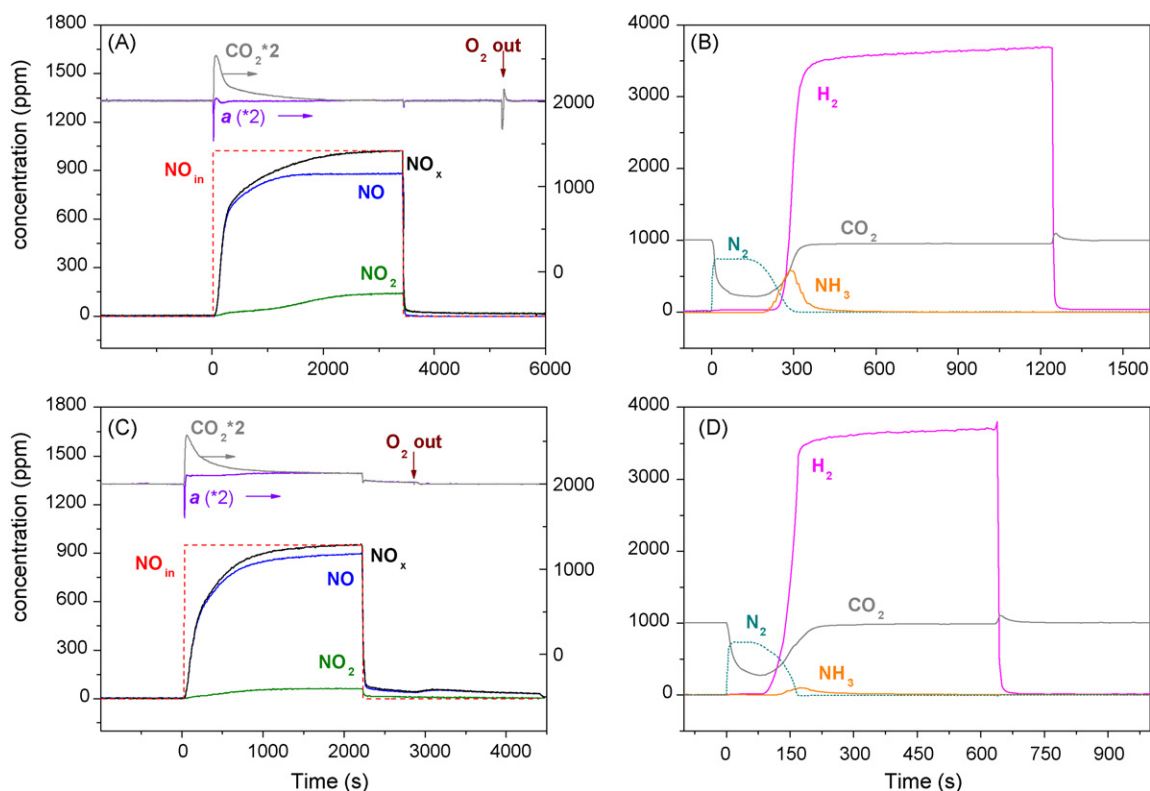 (A)
CO2*2
O2 out
a (*2)
NOin
NOx
NO
NO2
concentration (ppm)
1800
1500
1200
900
600
300
0
2000
1000
0
0
2000
4000
6000
(B)
H2
N2
CO2
NH3
4000
3000
2000
1000
0
0
300
600
900
1200
1500
(C)
CO2*2
O2 out
a (*2)
NOin
NOx
NO
NO2
concentration (ppm)
1800
1500
1200
900
600
300
0
2000
1000
0
0
1000
2000
3000
4000
Time (s)
(D)
H2
CO2
N2
NH3
4000
3000
2000
1000
0
0
150
300
450
600
750
900
Time (s)